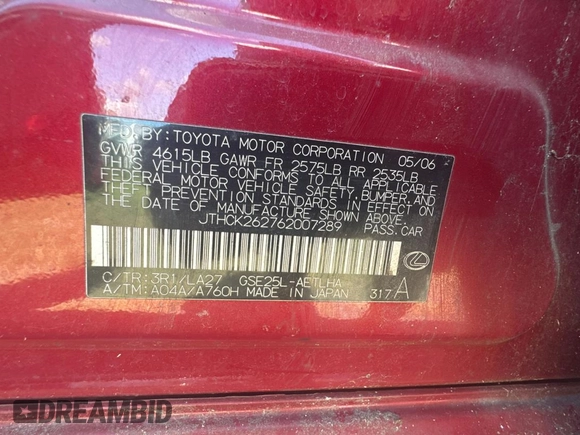 MFD. BY: TOYOTA MOTOR CORPORATION 05/06
GVWR 4615LB GAWR FR 2575LB RR 2535LB
THIS VEHICLE CONFORMS TO ALL APPLICABLE
FEDERAL MOTOR VEHICLE SAFETY, BUMPER, AND
THEFT PREVENTION STANDARDS IN EFFECT ON
THE DATE OF MANUFACTURE SHOWN ABOVE.
JTHCK262762007289 PASS.CAR
C/TR: 3R1/LA27 GSE25L-AETLHA
A/TM: A04A/A760H MADE IN JAPAN 317A
DREAMBID